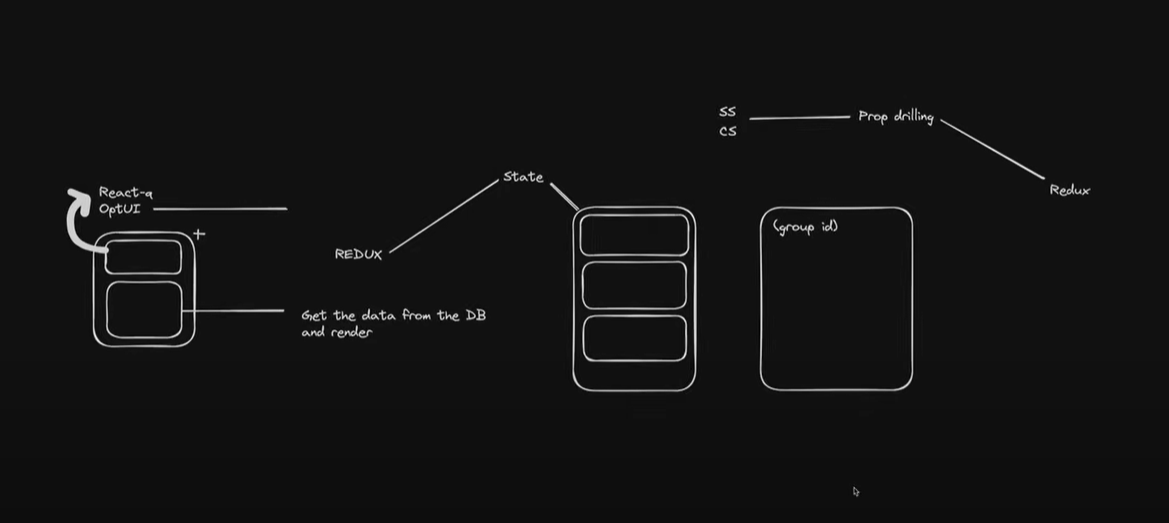 SS
CS
Prop drilling
Redux
State
React-q
OptUI
+
REDUX
(group id)
Get the data from the DB
and render